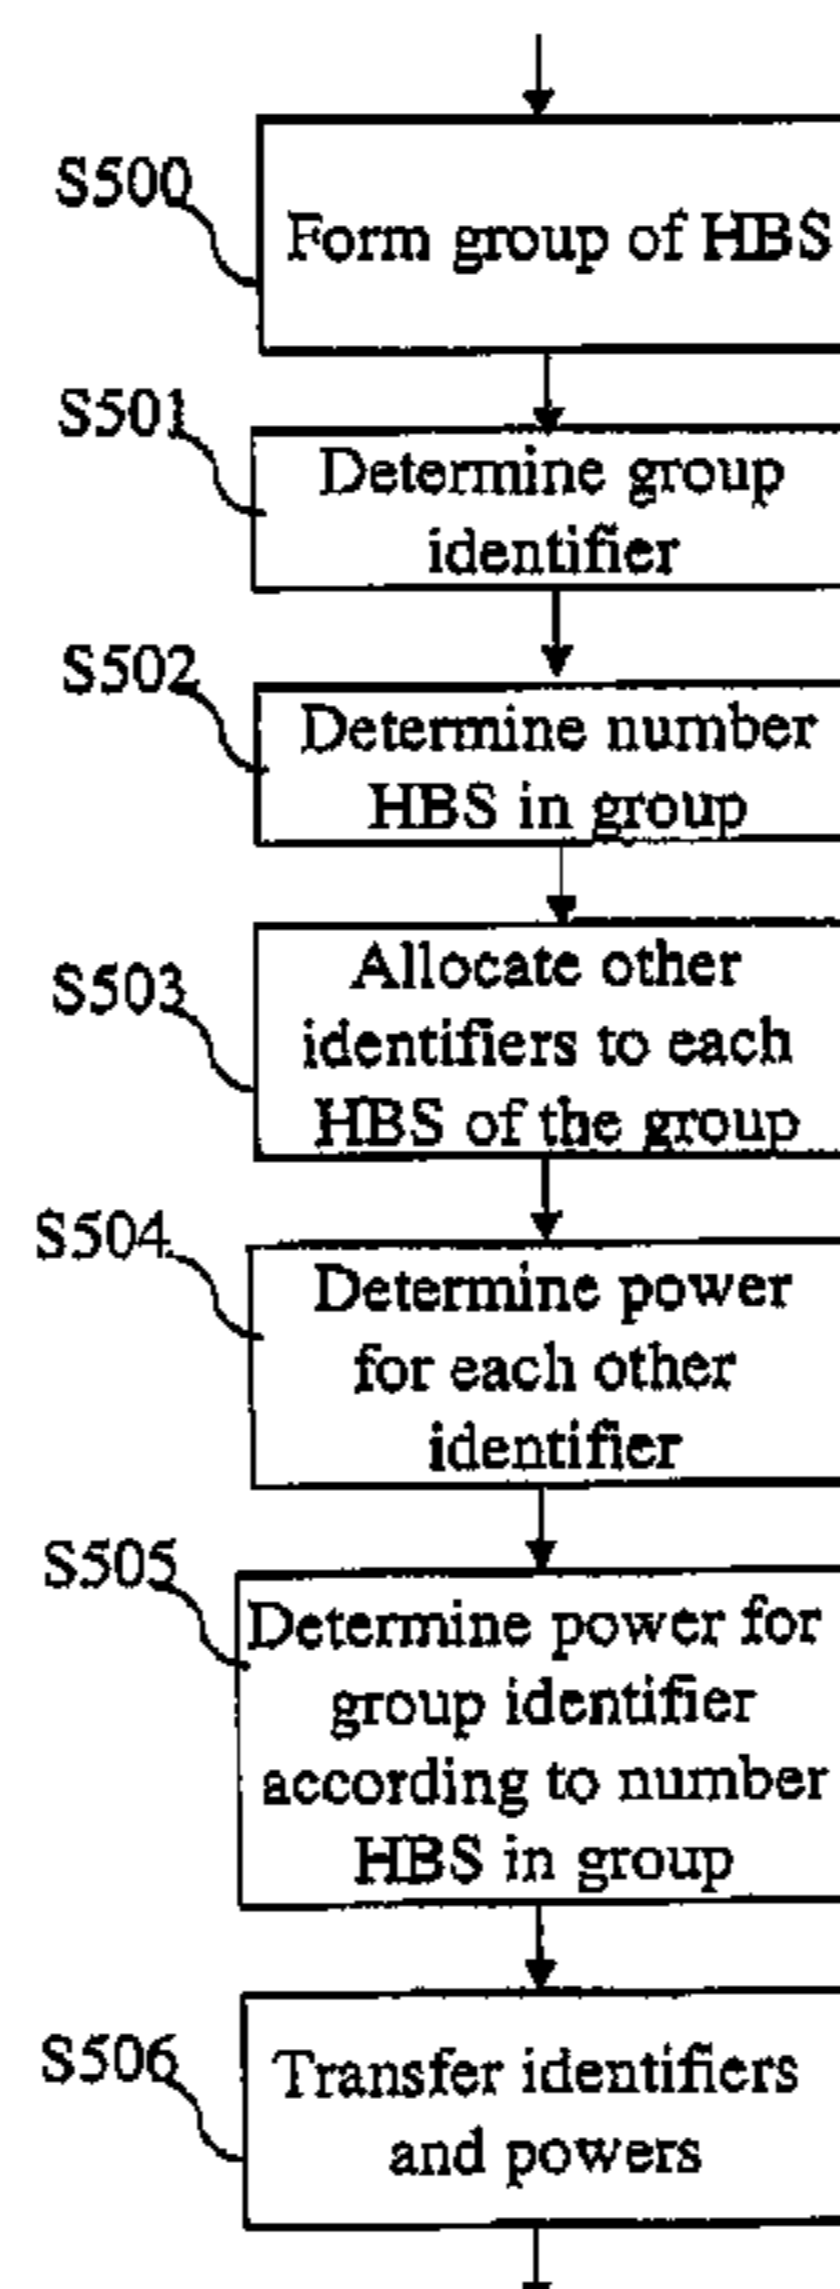 S500
Form group of HBS
S501
Determine group
identifier
S502
Determine number
HBS in group
S503
Allocate other
identifiers to each
HBS of the group
S504
Determine power
for each other
identifier
S505
Determine power for
group identifier
according to number
HBS in group
S506
Transfer identifiers
and powers